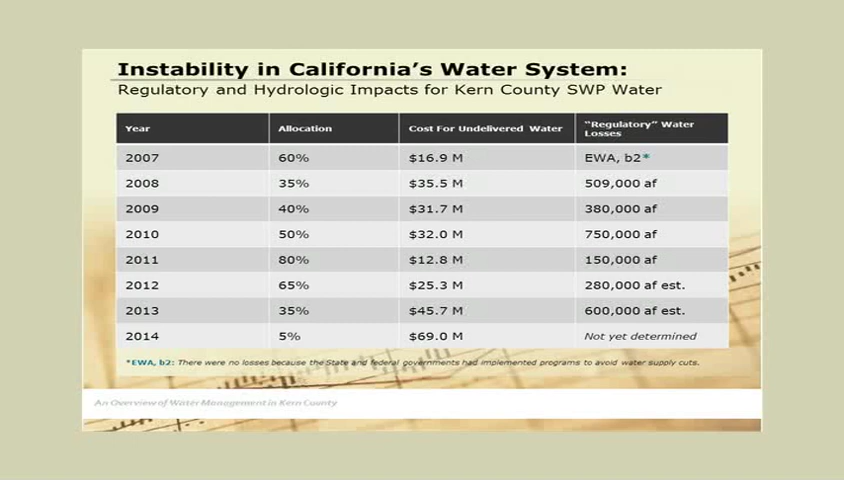 Instability in California's Water System:
Regulatory and Hydrologic Impacts for Kern County SWP Water
Year Allocation Cost For Undelivered Water "Regulatory" Water Losses
2007 60% $16.9 M EWA, b2*
2008 35% $35.5 M 509,000 af
2009 40% $31.7 M 380,000 af
2010 50% $32.0 M 750,000 af
2011 80% $12.8 M 150,000 af
2012 65% $25.3 M 280,000 af est.
2013 35% $45.7 M 600,000 af est.
2014 5% $69.0 M Not yet determined
*EWA, b2: There were no losses because the State and federal governments had implemented programs to avoid water supply cuts.
An Overview of Water Management in Kern County